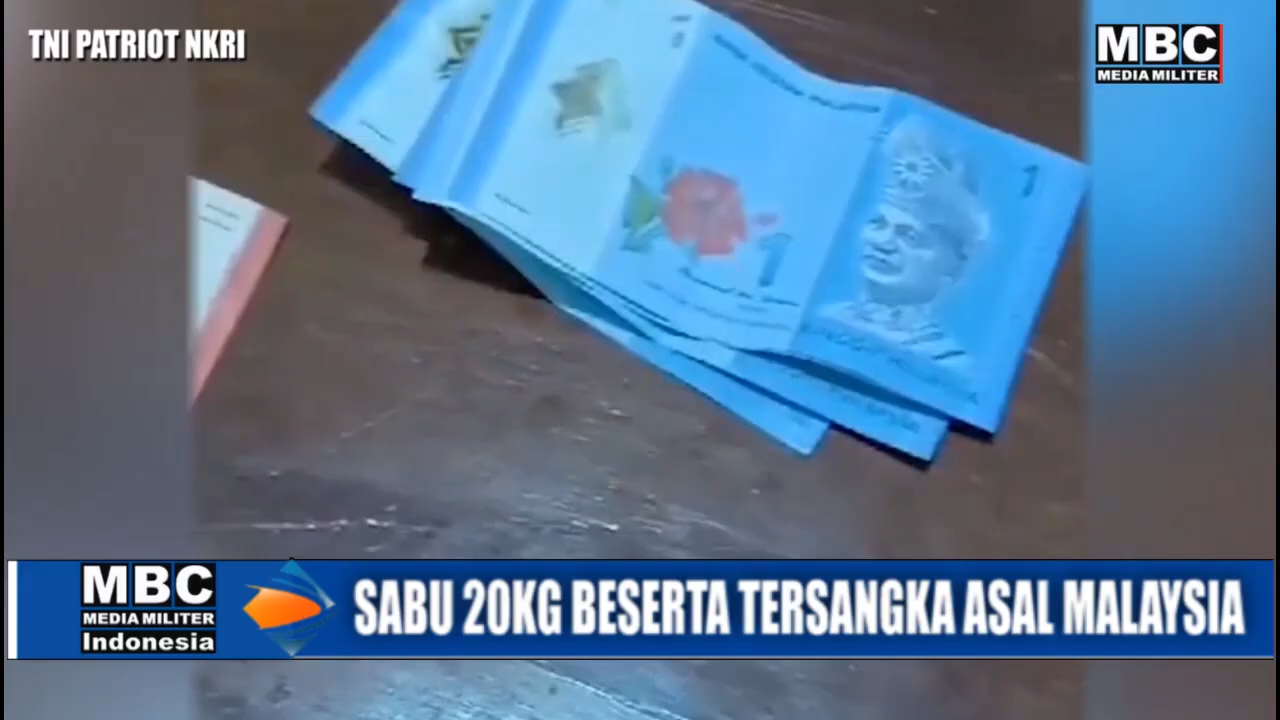 TNI PATRIOT NKRI
MBC
MEDIA MILITER
1
1
MBC
MEDIA MILITER
Indonesia
SABU 20KG BESERTA TERSANGKA ASAL MALAYSIA